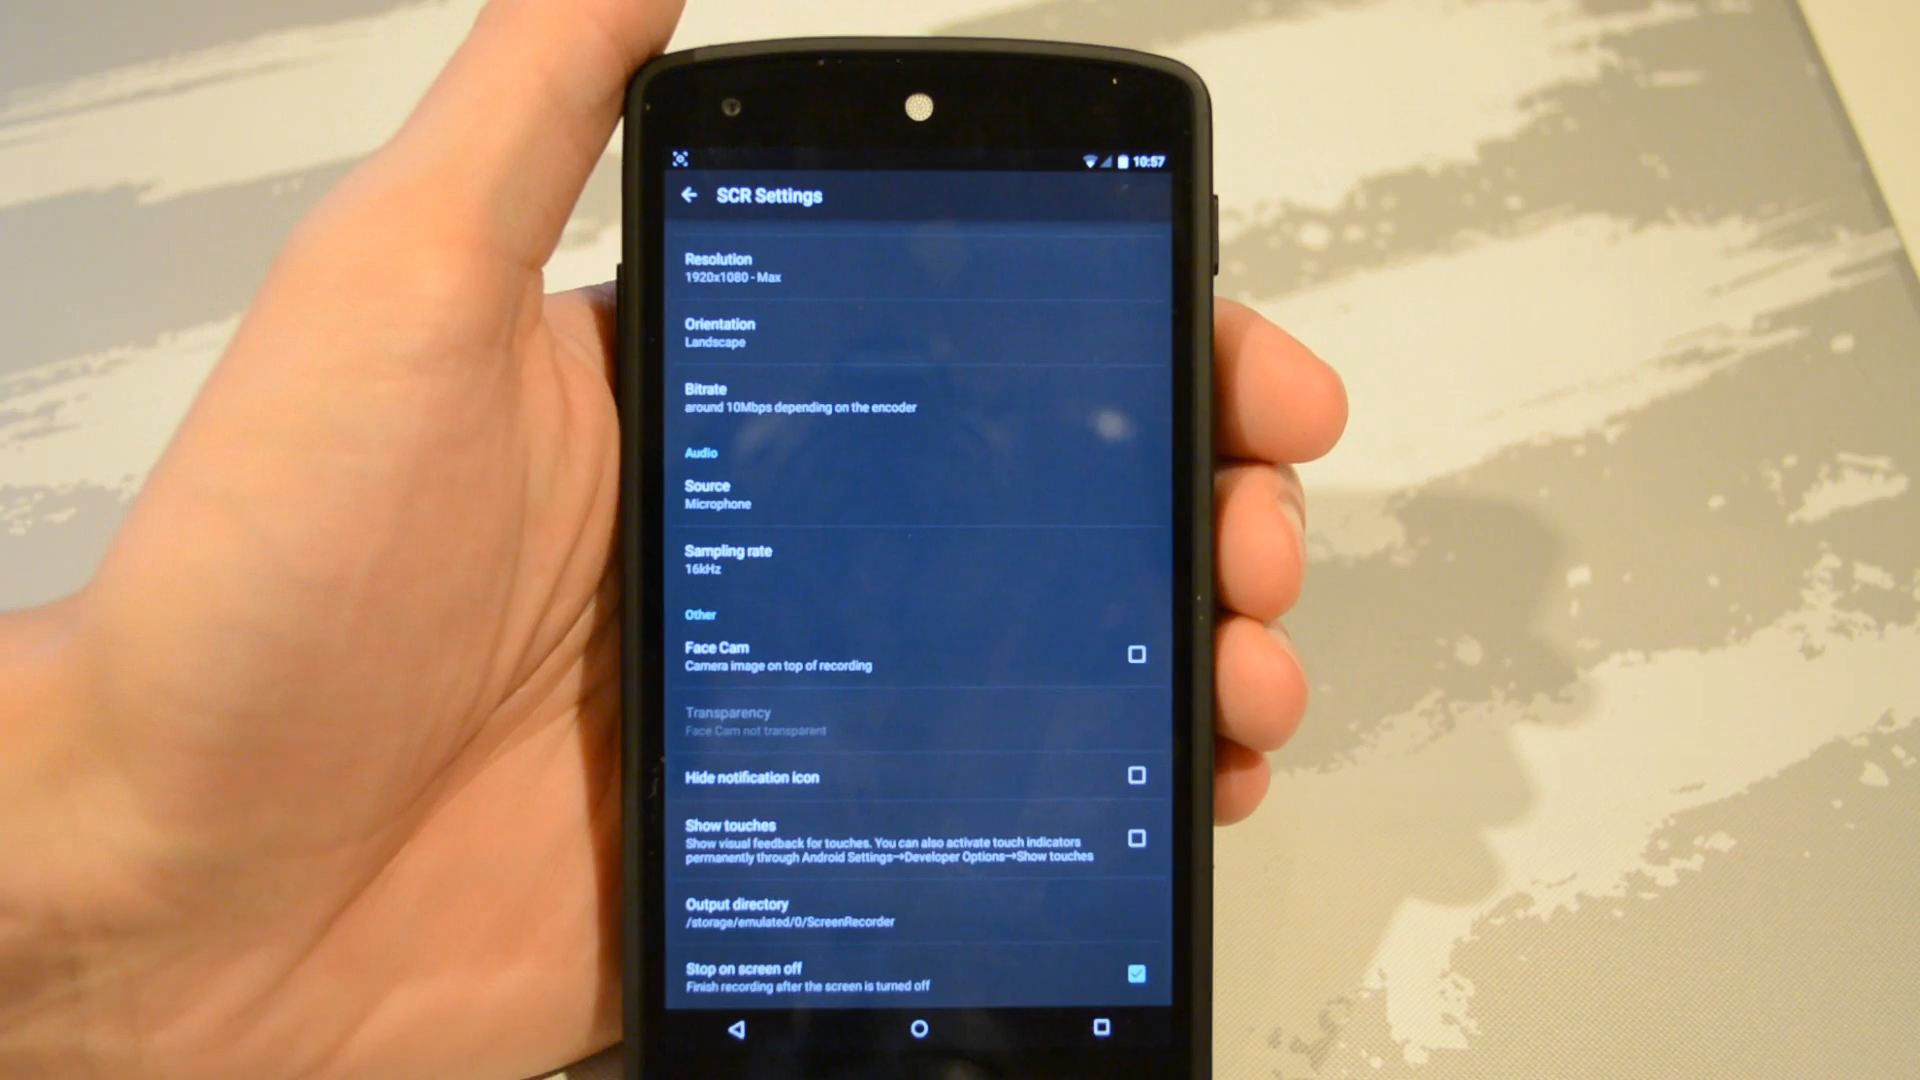 10:57
SCR Settings
Resolution
1920x1080 - Max
Orientation
Landscape
Bitrate
around 10Mbps depending on the encoder
Audio
Source
Microphone
Sampling rate
16kHz
Other
Face Cam
Camera image on top of recording
Transparency
Face Cam not transparent
Hide notification icon
Show touches
Show visual feedback for touches. You can also activate touch indicators
permanently through Android Settings→Developer Options→Show touches
Output directory
/storage/emulated/0/ScreenRecorder
Stop on screen off
Finish recording after the screen is turned off